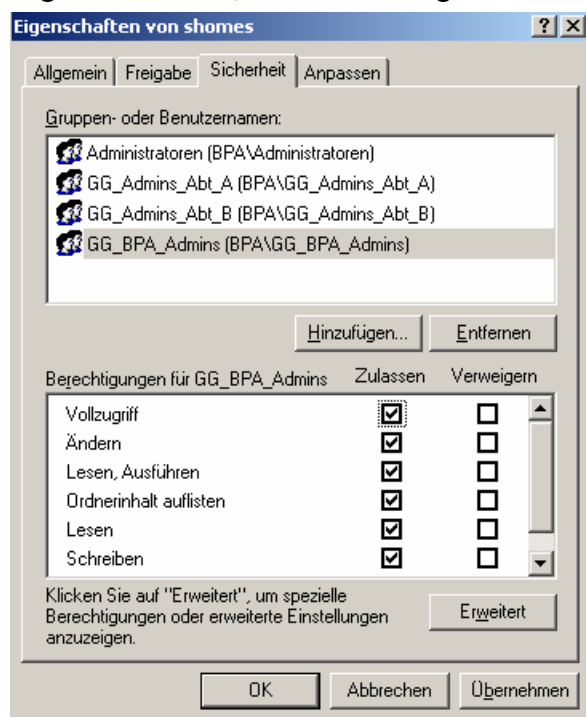 Eigenschaften von shomes
Allgemein Freigabe Sicherheit Anpassen
Gruppen- oder Benutzernamen:
Administratoren (BPA\Administratoren)
GG_Admins_Abt_A (BPA\GG_Admins_Abt_A)
GG_Admins_Abt_B (BPA\GG_Admins_Abt_B)
GG_BPA_Admins (BPA\GG_BPA_Admins)
Hinzufügen... Entfernen
Berechtigungen für GG_BPA_Admins Zulassen Verweigern
Vollzugriff
Ändern
Lesen, Ausführen
Ordnerinhalt auflisten
Lesen
Schreiben
Klicken Sie auf "Erweitert", um spezielle
Berechtigungen oder erweiterte Einstellungen
anzuzeigen.
Erweitert
OK Abbrechen Übernehmen